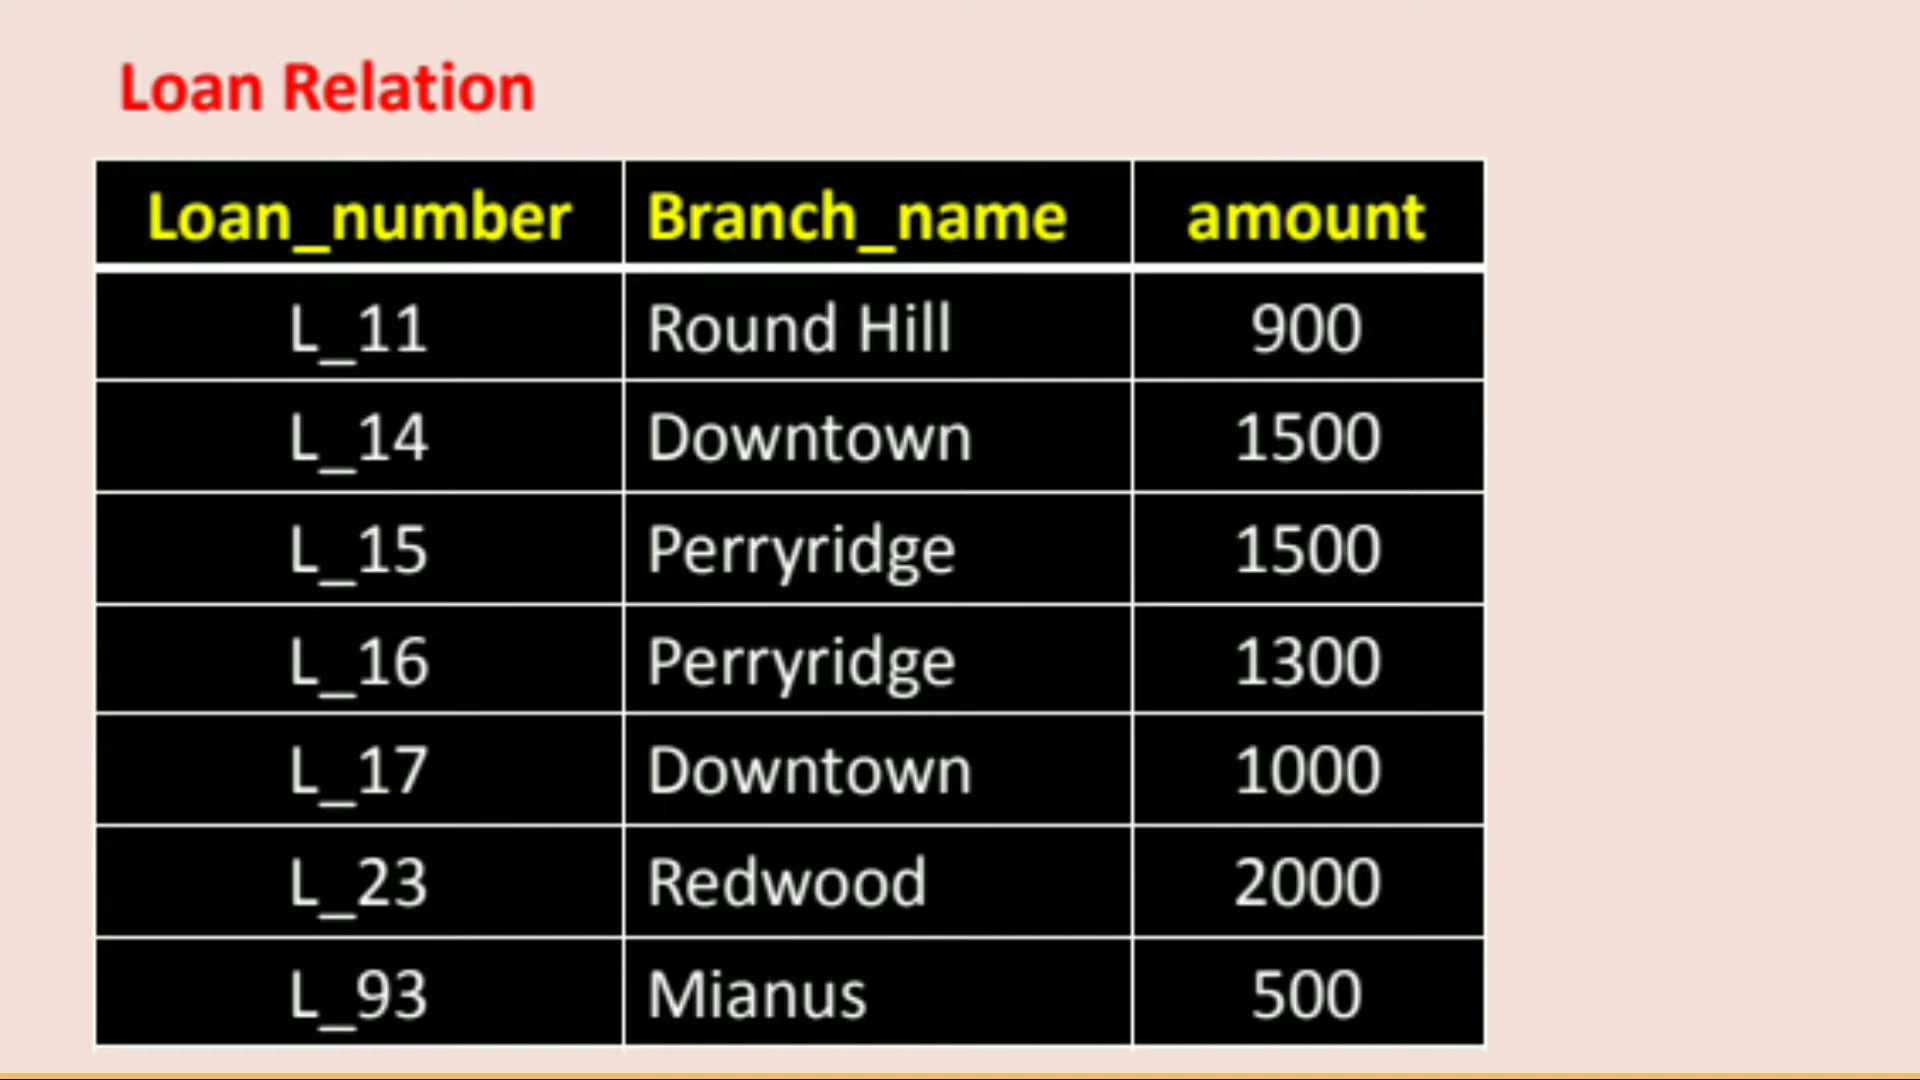 Loan Relation
Loan_number Branch_name amount
L_11 Round Hill 900
L_14 Downtown 1500
L_15 Perryridge 1500
L_16 Perryridge 1300
L_17 Downtown 1000
L_23 Redwood 2000
L_93 Mianus 500